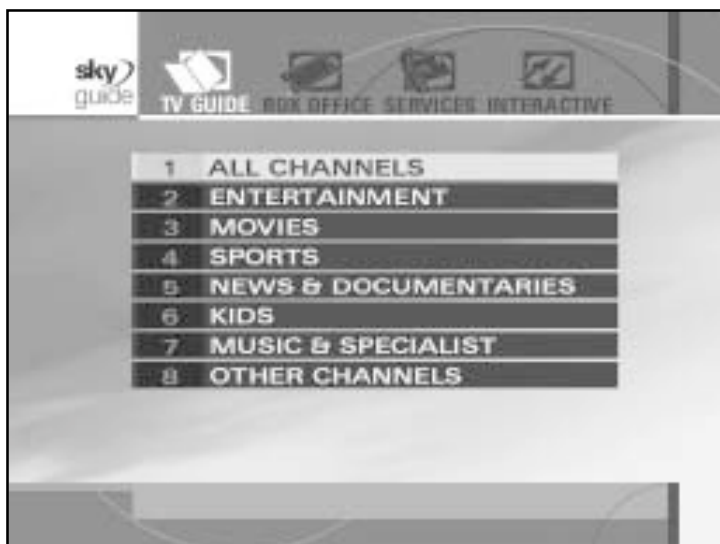 sky
guide
TV GUIDE BOX OFFICE SERVICES INTERACTIVE
1 ALL CHANNELS
2 ENTERTAINMENT
3 MOVIES
4 SPORTS
5 NEWS & DOCUMENTARIES
6 KIDS
7 MUSIC & SPECIALIST
8 OTHER CHANNELS